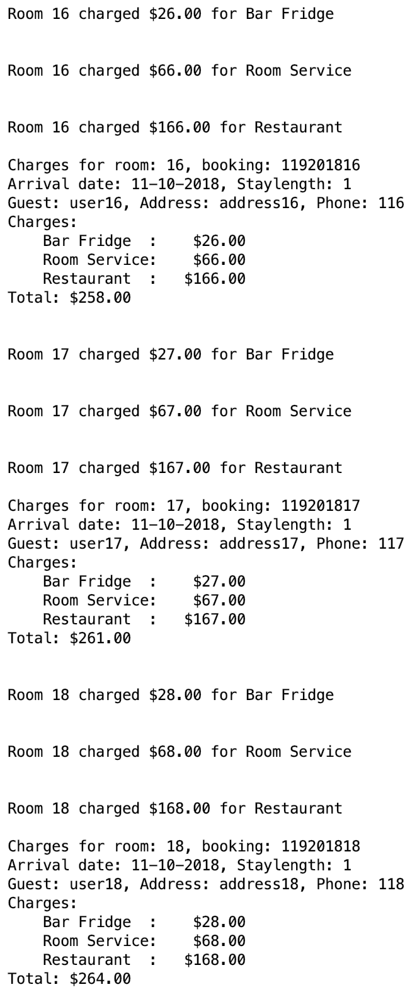 Room 16 charged $26.00 for Bar Fridge
Room 16 charged $66.00 for Room Service
Room 16 charged $166.00 for Restaurant
Charges for room: 16, booking: 119201816
Arrival date: 11-10-2018, Staylength: 1
Guest: user16, Address: address16, Phone: 116
Charges:
    Bar Fridge  :    $26.00
    Room Service:    $66.00
    Restaurant  :   $166.00
Total: $258.00
Room 17 charged $27.00 for Bar Fridge
Room 17 charged $67.00 for Room Service
Room 17 charged $167.00 for Restaurant
Charges for room: 17, booking: 119201817
Arrival date: 11-10-2018, Staylength: 1
Guest: user17, Address: address17, Phone: 117
Charges:
    Bar Fridge  :    $27.00
    Room Service:    $67.00
    Restaurant  :   $167.00
Total: $261.00
Room 18 charged $28.00 for Bar Fridge
Room 18 charged $68.00 for Room Service
Room 18 charged $168.00 for Restaurant
Charges for room: 18, booking: 119201818
Arrival date: 11-10-2018, Staylength: 1
Guest: user18, Address: address18, Phone: 118
Charges:
    Bar Fridge  :    $28.00
    Room Service:    $68.00
    Restaurant  :   $168.00
Total: $264.00